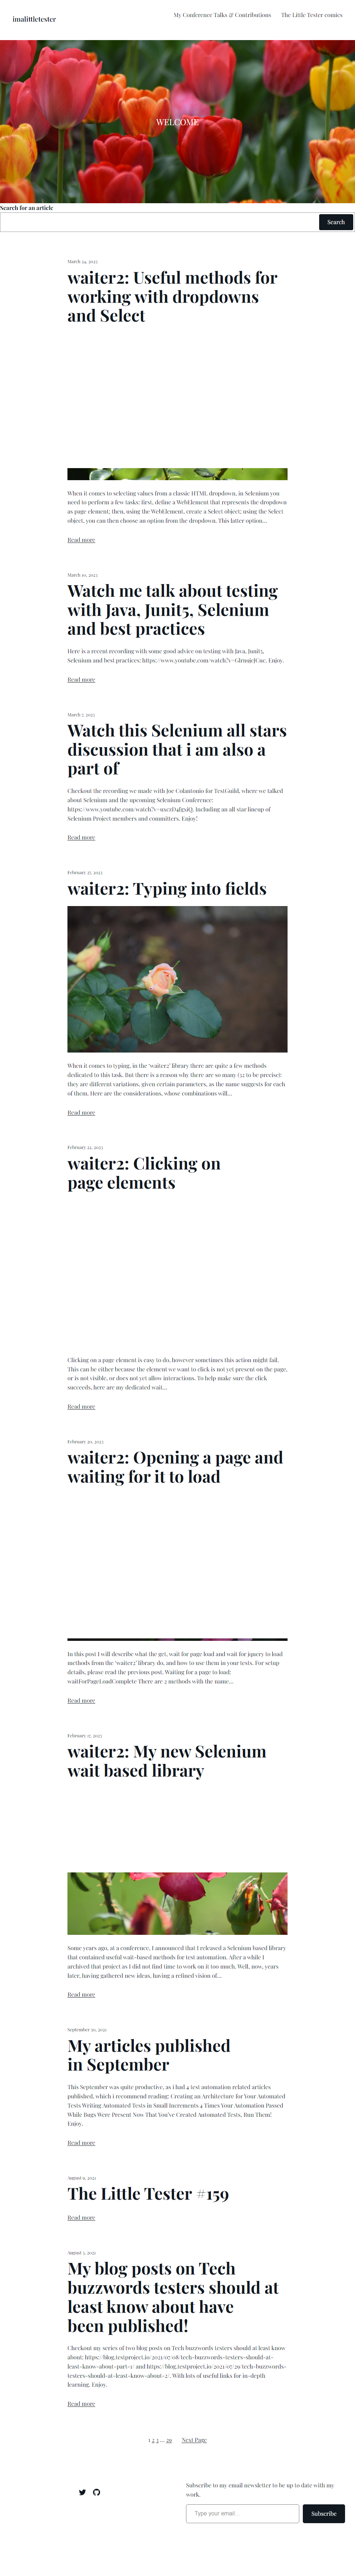 imalittletester
My Conference Talks & Contributions The Little Tester comics
WELCOME
Search for an article
Search
March 24, 2023
waiter2: Useful methods for
working with dropdowns
and Select
When it comes to selecting values from a classic HTML dropdown, in Selenium you
need to perform a few tasks: first, define a WebElement that represents the dropdown
as page element; then, using the WebElement, create a Select object; using the Select
object, you can then choose an option from the dropdown. This latter option…
Read more
March 10, 2023
Watch me talk about testing
with Java, Junit5, Selenium
and best practices
Here is a recent recording with some good advice on testing with Java, Junit5,
Selenium and best practices: Enjoy.
Read more
March 7, 2023
Watch this Selenium all stars
discussion that i am also a
part of
Checkout the recording we made with Joe Colantonio for TestGuild, where we talked
about Selenium and the upcoming Selenium Conference:
Including an all star lineup of
Selenium Project members and committers. Enjoy!
Read more
February 27, 2023
waiter2: Typing into fields
When it comes to typing, in the ‘waiter2’ library there are quite a few methods
dedicated to this task. But there is a reason why there are so many (32 to be precise):
they are different variations, given certain parameters, as the name suggests for each
of them. Here are the considerations, whose combinations will…
Read more
February 22, 2023
waiter2: Clicking on
page elements
Clicking on a page element is easy to do, however sometimes this action might fail.
This can be either because the element we want to click is not yet present on the page,
or is not visible, or does not yet allow interactions. To help make sure the click
succeeds, here are my dedicated wait…
Read more
February 20, 2023
waiter2: Opening a page and
waiting for it to load
In this post I will describe what the get, wait for page load and wait for jquery to load
methods from the ‘waiter2’ library do, and how to use them in your tests. For setup
details, please read the previous post. Waiting for a page to load:
waitForPageLoadComplete There are 2 methods with the name…
Read more
February 17, 2023
waiter2: My new Selenium
wait based library
Some years ago, at a conference, I announced that I released a Selenium based library
that contained useful wait-based methods for test automation. After a while I
archived that project as I did not find time to work on it too much. Well, now, years
later, having gathered new ideas, having a refined vision of…
Read more
September 20, 2021
My articles published
in September
This September was quite productive, as i had 4 test automation related articles
published, which i recommend reading: Creating an Architecture for Your Automated
Tests Writing Automated Tests in Small Increments 4 Times Your Automation Passed
While Bugs Were Present Now That You've Created Automated Tests, Run Them!
Enjoy.
Read more
August 9, 2021
The Little Tester #159
Read more
August 5, 2021
My blog posts on Tech
buzzwords testers should at
least know about have
been published!
Checkout my series of two blog posts on Tech buzzwords testers should at least know
about: https://blog.testproject.io/2021/07/08/tech-buzzwords-testers-should-at-
least-know-about-part-1/ and https://blog.testproject.io/2021/07/29/tech-buzzwords-
testers-should-at-least-know-about-2/. With lots of useful links for in-depth
learning. Enjoy.
Read more
1 2 3 … 29 Next Page
Subscribe to my email newsletter to be up to date with my
work.
Type your email…
Subscribe